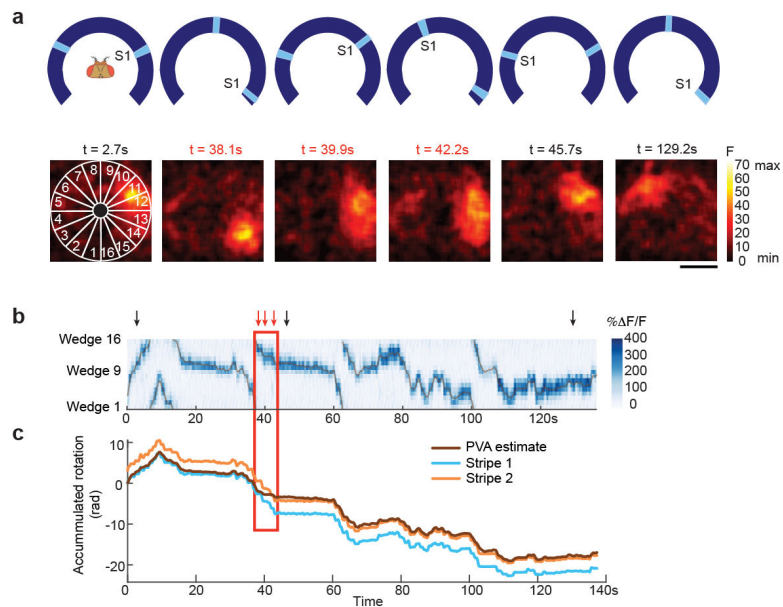 a
S1 S1 S1 S1 S1 S1
t = 2.7s t = 38.1s t = 39.9s t = 42.2s t = 45.7s t = 129.2s F
8 9
7 10
6 11
5 12
4 13
3 14
2 15
1 16
70 max
60
50
40
30
20
10
0 min
b
%ΔF/F
Wedge 16
Wedge 9
Wedge 1
400
300
200
100
0
0 20 40 60 80 100 120s
c
Accummulated rotation
(rad)
10
0
-10
-20
PVA estimate
Stripe 1
Stripe 2
0 20 40 60 80 100 120 140s
Time